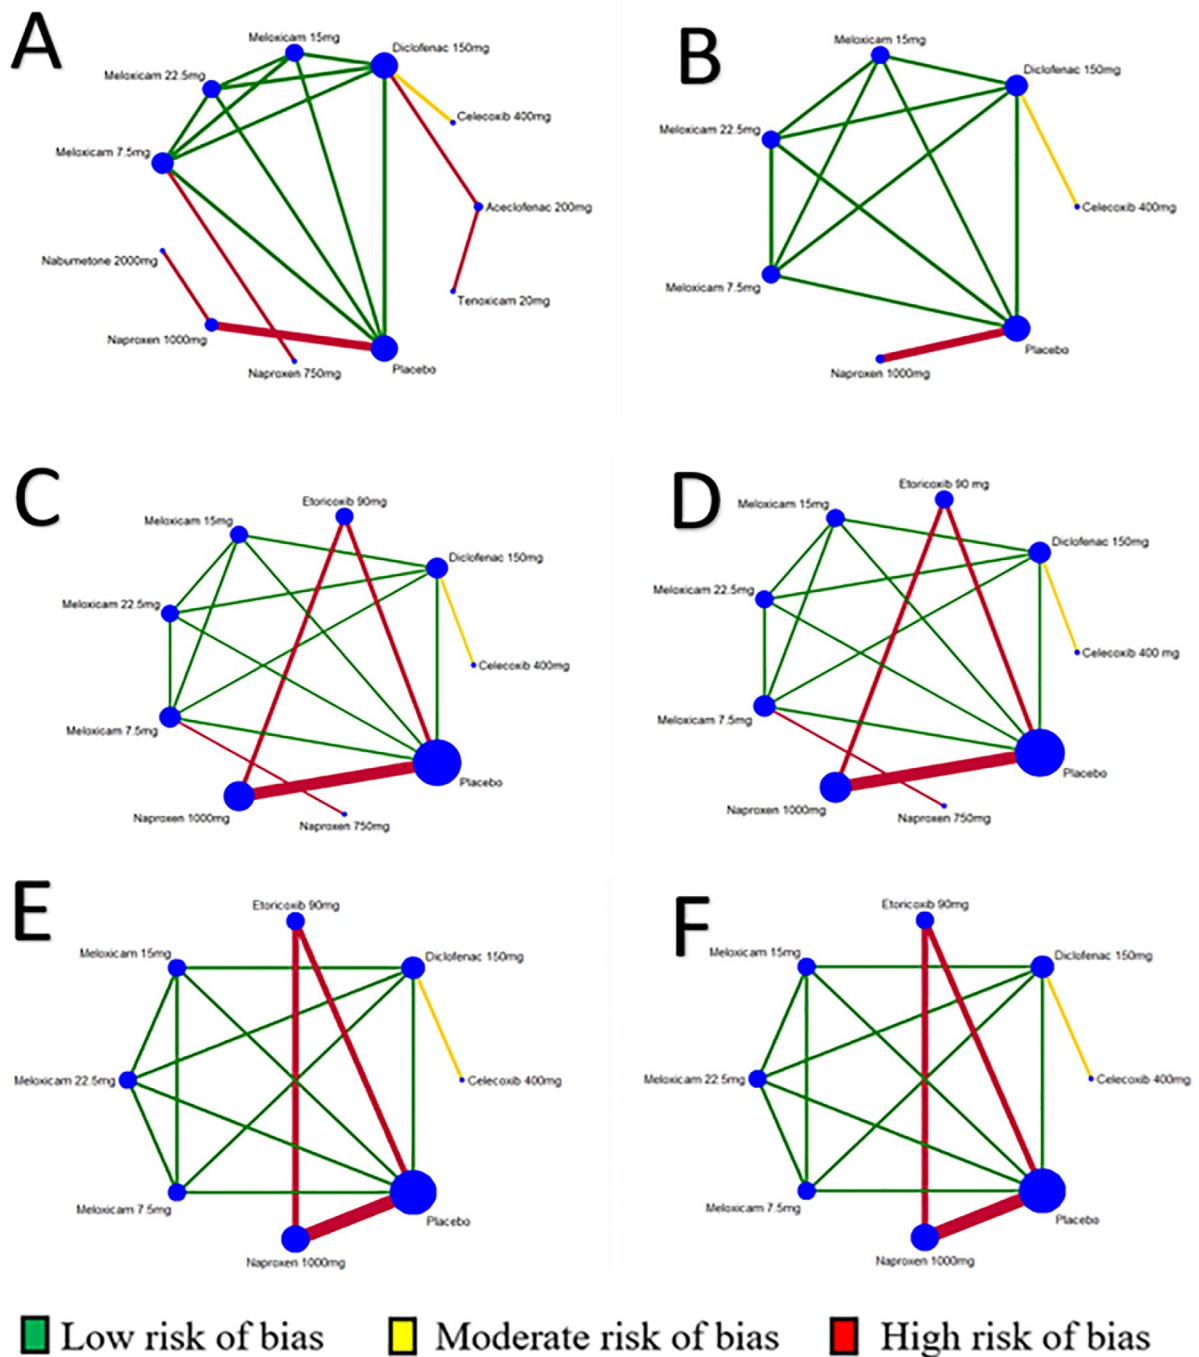 A
Meloxicam 15mg
Diclofenac 150mg
Meloxicam 22.5mg
Celecoxib 400mg
Meloxicam 7.5mg
Aceclofenac 200mg
Nabumetone 2000mg
Tenoxicam 20mg
Naproxen 1000mg
Naproxen 750mg
Placebo
B
Meloxicam 15mg
Diclofenac 150mg
Meloxicam 22.5mg
Celecoxib 400mg
Meloxicam 7.5mg
Placebo
Naproxen 1000mg
C
Etoricoxib 90mg
Meloxicam 15mg
Diclofenac 150mg
Meloxicam 22.5mg
Celecoxib 400mg
Meloxicam 7.5mg
Placebo
Naproxen 1000mg
Naproxen 750mg
D
Etoricoxib 90 mg
Meloxicam 15mg
Diclofenac 150mg
Meloxicam 22.5mg
Celecoxib 400 mg
Meloxicam 7.5mg
Placebo
Naproxen 1000mg
Naproxen 750mg
E
Etoricoxib 90mg
Meloxicam 15mg
Diclofenac 150mg
Meloxicam 22.5mg
Celecoxib 400mg
Meloxicam 7.5mg
Placebo
Naproxen 1000mg
F
Etoricoxib 90mg
Meloxicam 15mg
Diclofenac 150mg
Meloxicam 22.5mg
Celecoxib 400mg
Meloxicam 7.5mg
Placebo
Naproxen 1000mg
Low risk of bias
Moderate risk of bias
High risk of bias